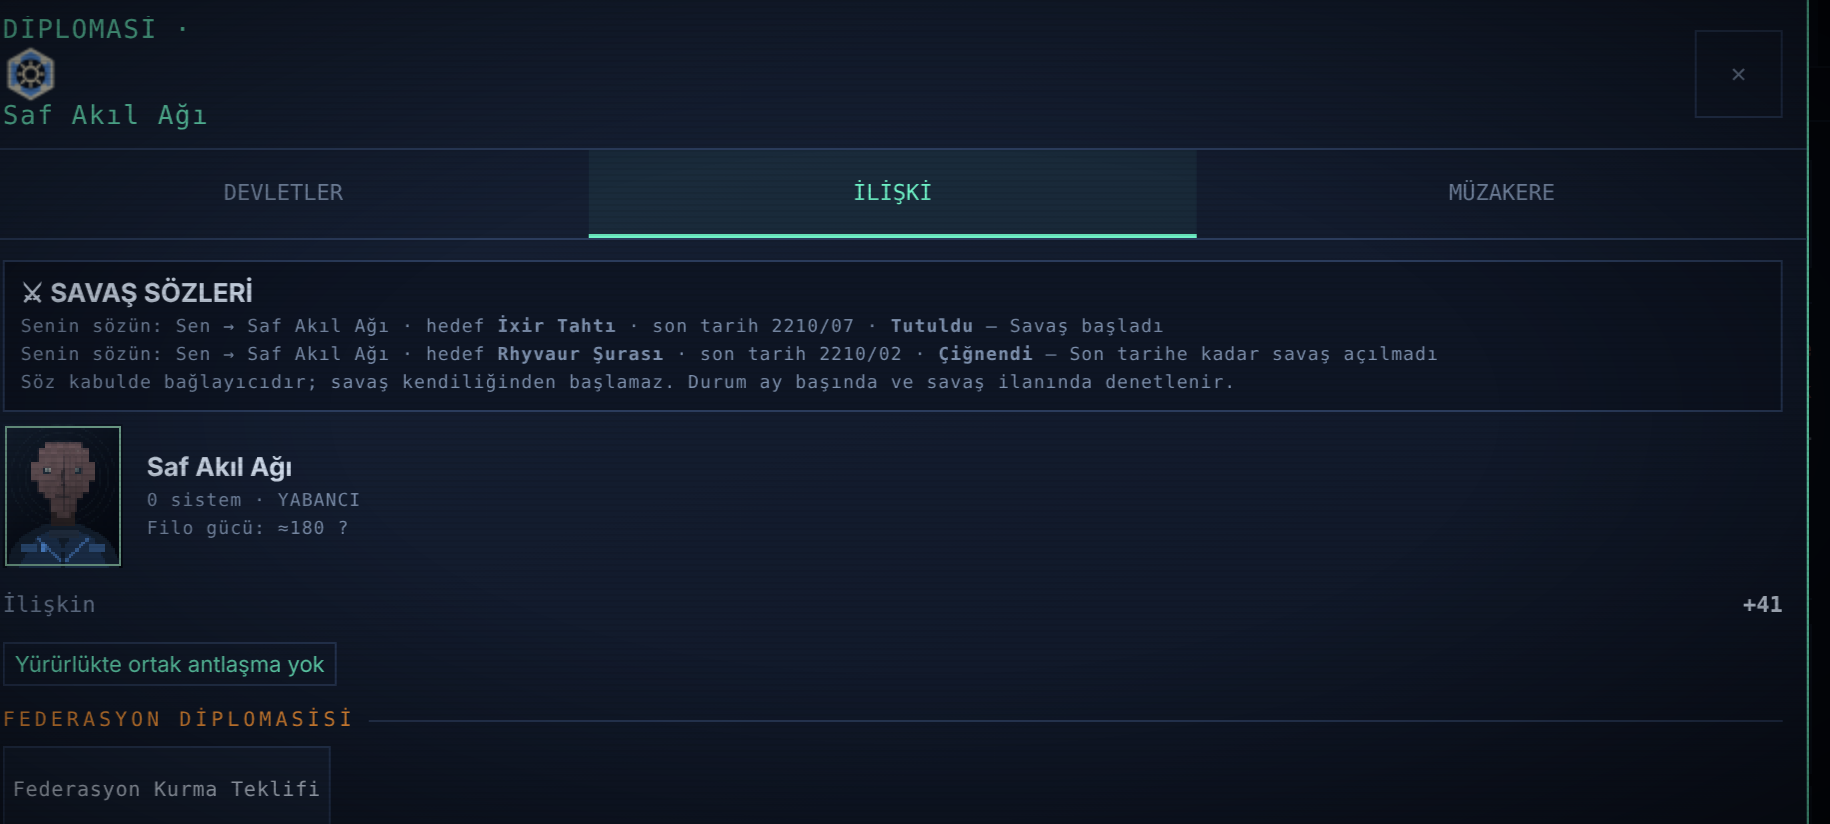 DİPLOMASİ ·
Saf Akıl Ağı
×
DEVLETLER
İLİŞKİ
MÜZAKERE
⚔ SAVAŞ SÖZLERİ
Senin sözün: Sen → Saf Akıl Ağı · hedef İxir Tahtı · son tarih 2210/07 · Tutuldu — Savaş başladı
Senin sözün: Sen → Saf Akıl Ağı · hedef Rhyvaur Şurası · son tarih 2210/02 · Çiğnendi — Son tarihe kadar savaş açılmadı
Söz kabulde bağlayıcıdır; savaş kendiliğinden başlamaz. Durum ay başında ve savaş ilanında denetlenir.
Saf Akıl Ağı
0 sistem · YABANCI
Filo gücü: ≈180 ?
İlişkin
+41
Yürürlükte ortak antlaşma yok
FEDERASYON DİPLOMASİSİ
Federasyon Kurma Teklifi